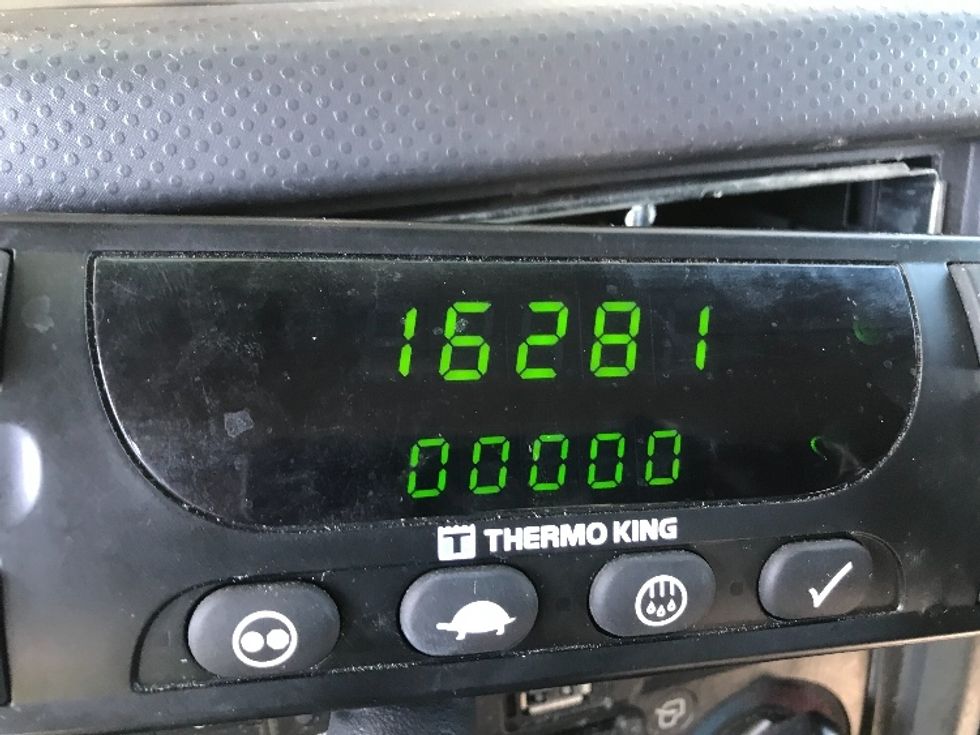 16281
00000
THERMO KING